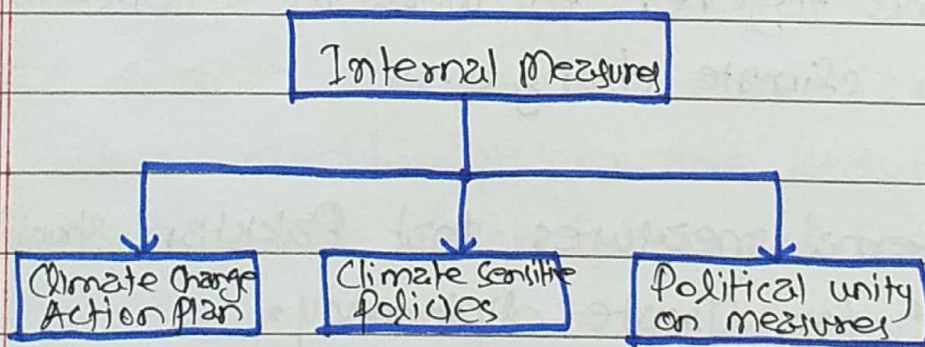 Internal measures
Climate change
Action plan
Climate sensitive
policies
Political unity
on measures